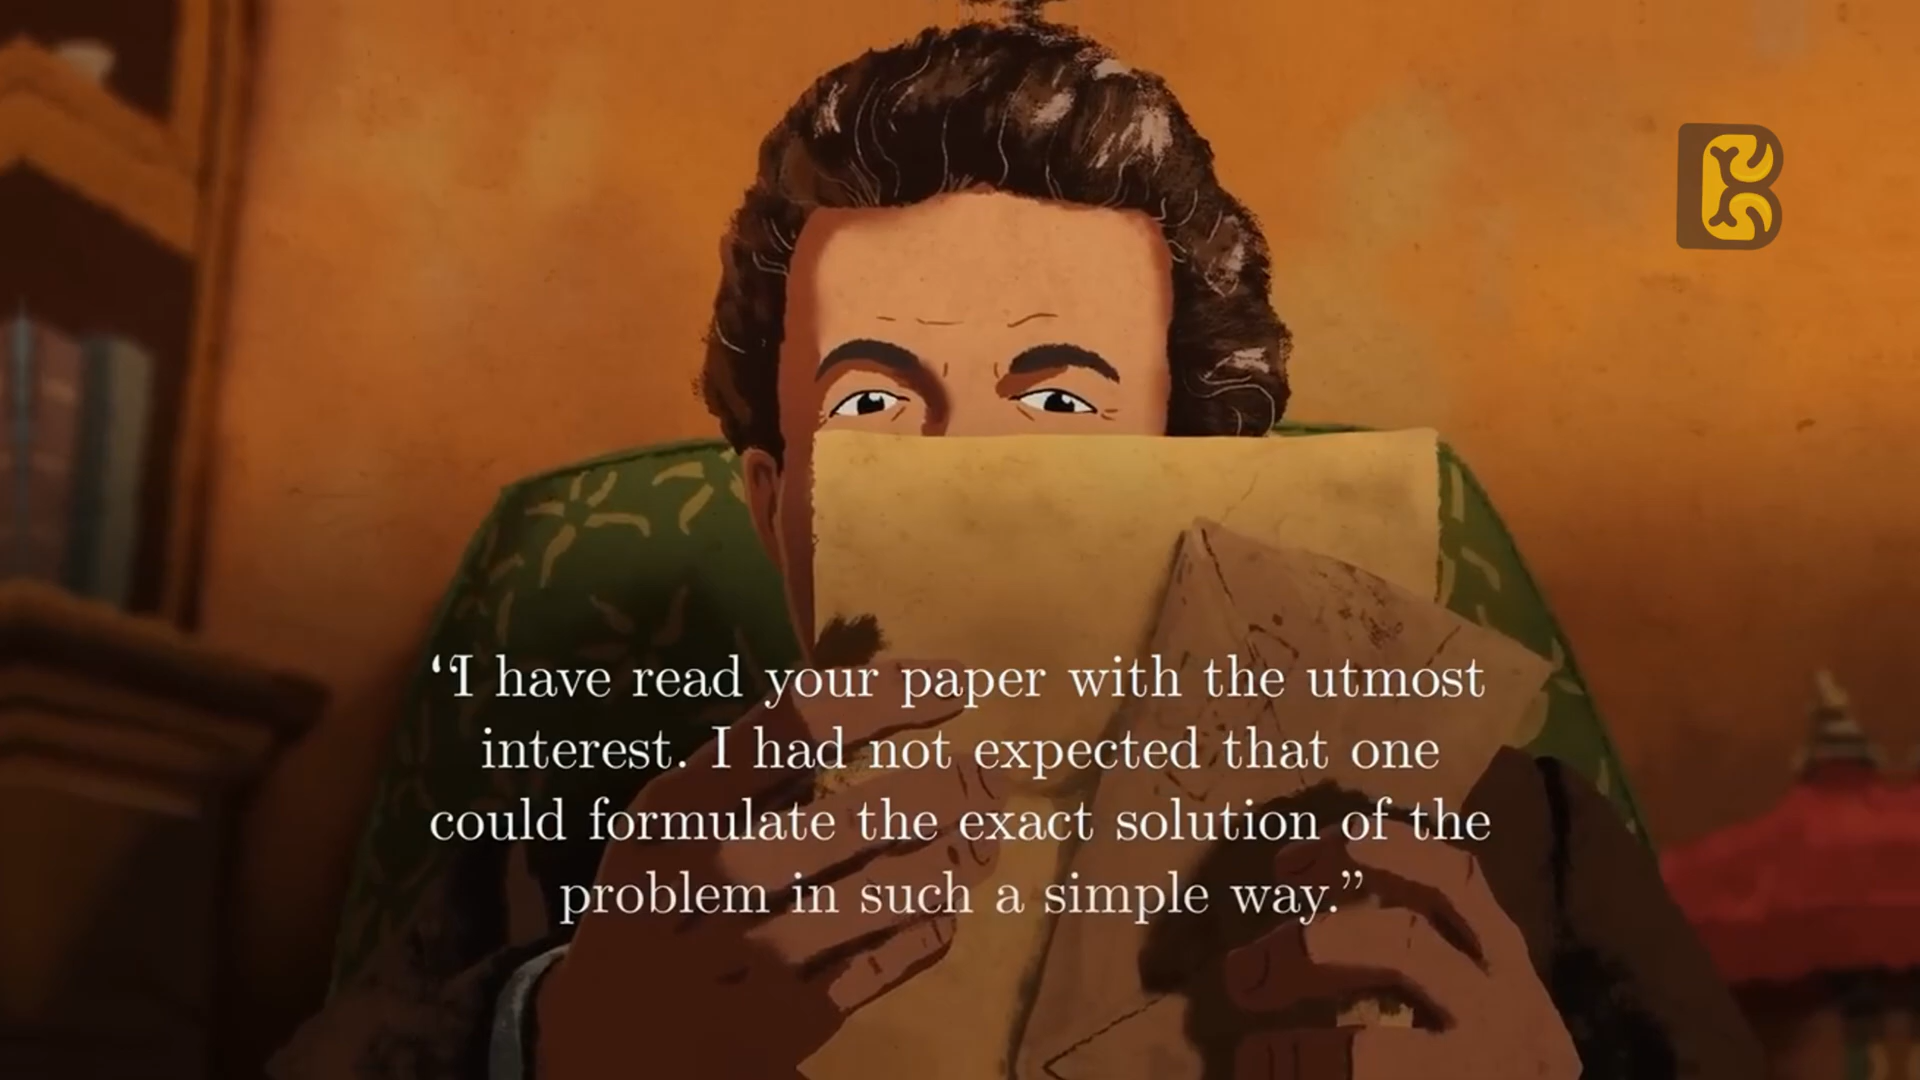 “I have read your paper with the utmost
interest. I had not expected that one
could formulate the exact solution of the
problem in such a simple way.”